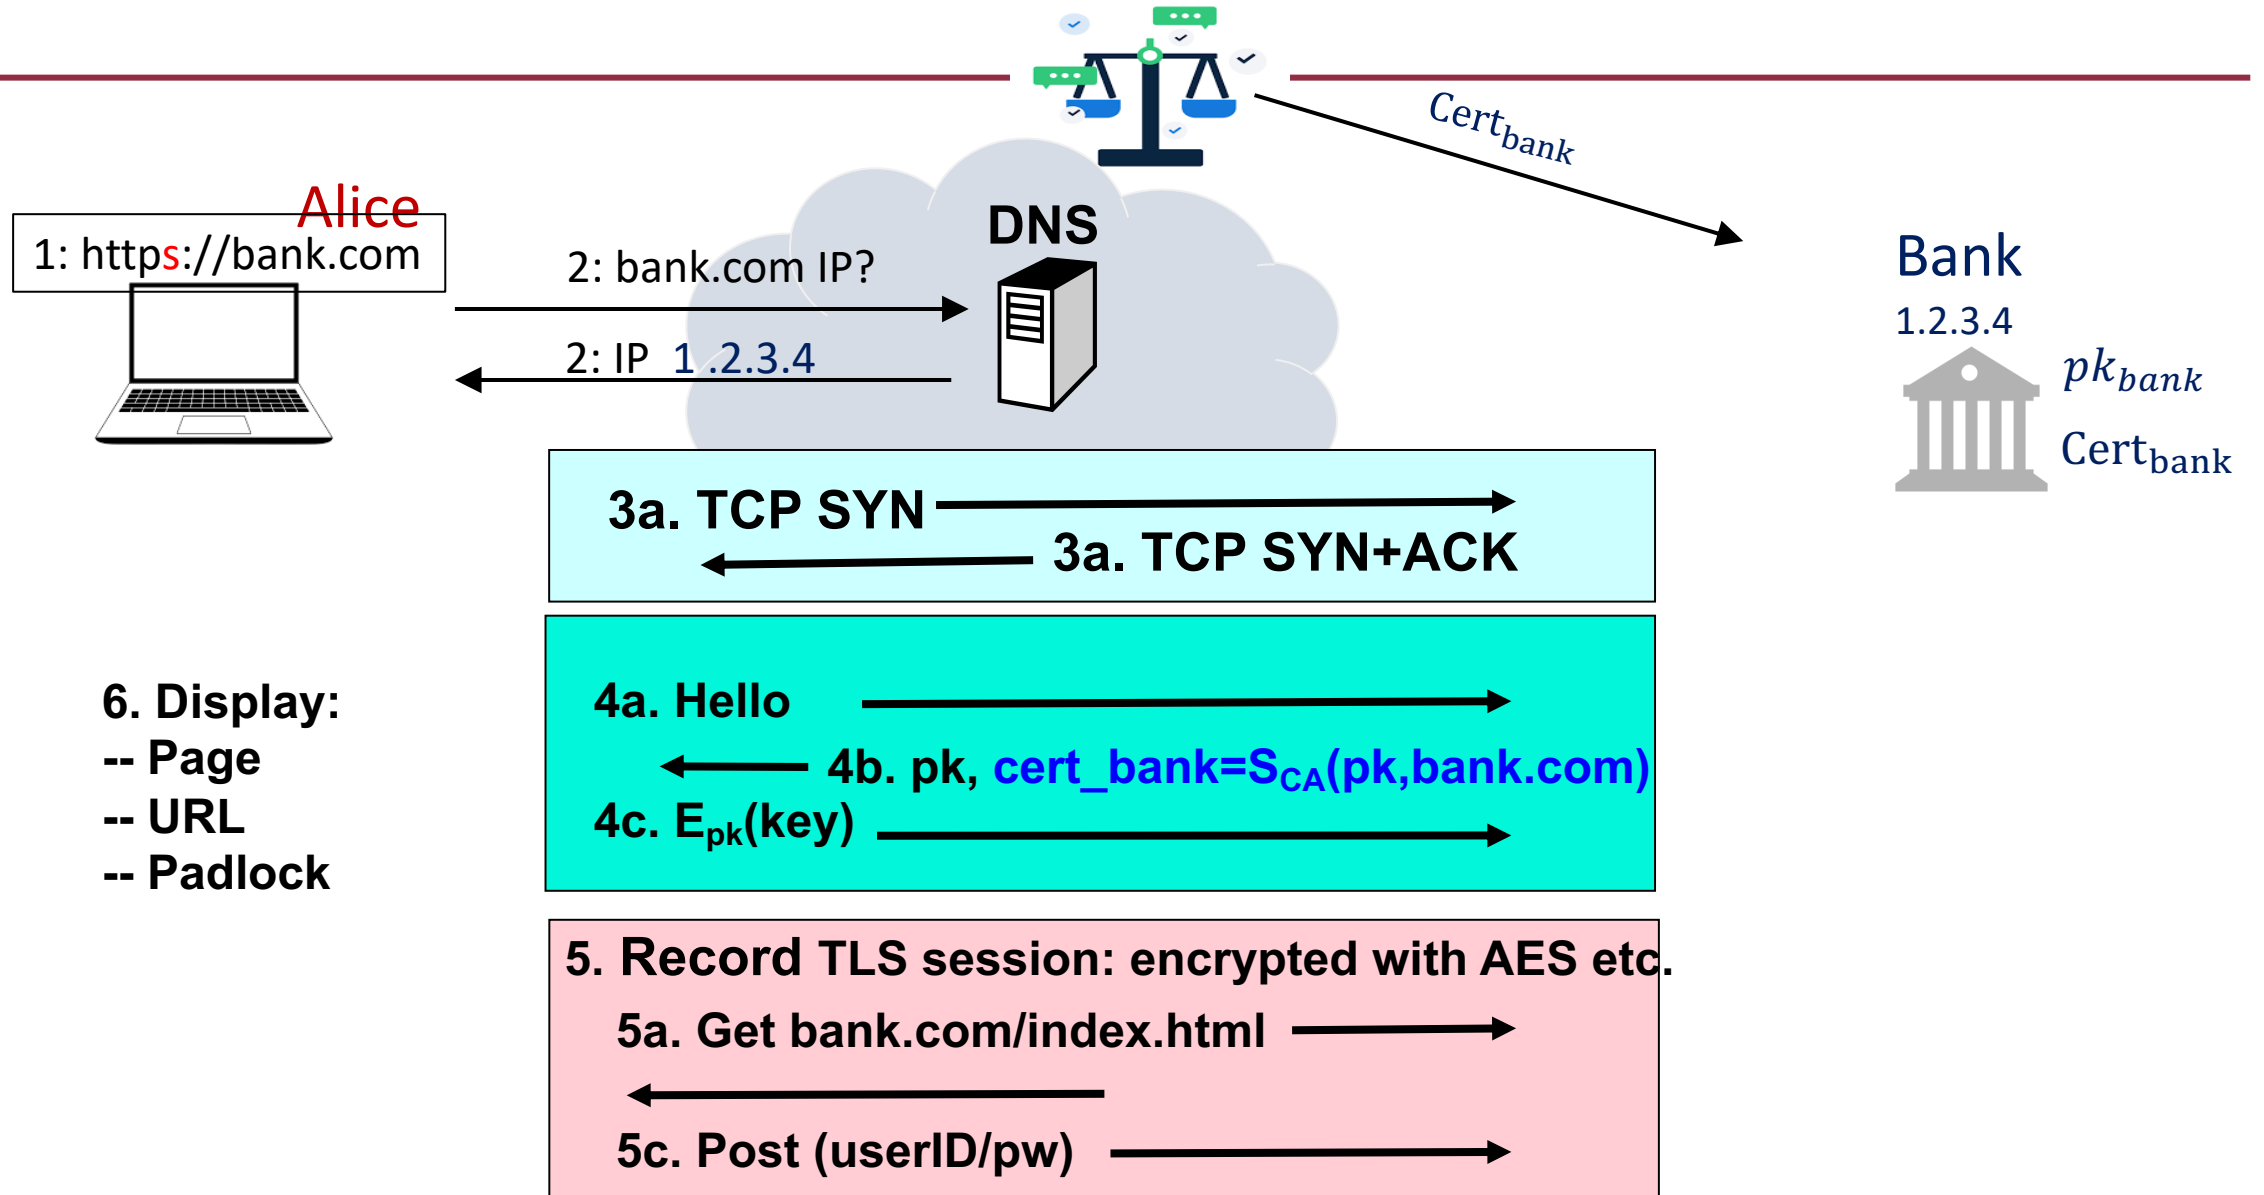 Cert_bank
Alice
1: https://bank.com
DNS
2: bank.com IP?
2: IP 1 .2.3.4
Bank
1.2.3.4
pk_bank
Cert_bank
3a. TCP SYN
3a. TCP SYN+ACK
4a. Hello
4b. pk, cert_bank=S_CA(pk,bank.com)
4c. E_pk(key)
6. Display:
-- Page
-- URL
-- Padlock
5. Record TLS session: encrypted with AES etc.
5a. Get bank.com/index.html
5c. Post (userID/pw)